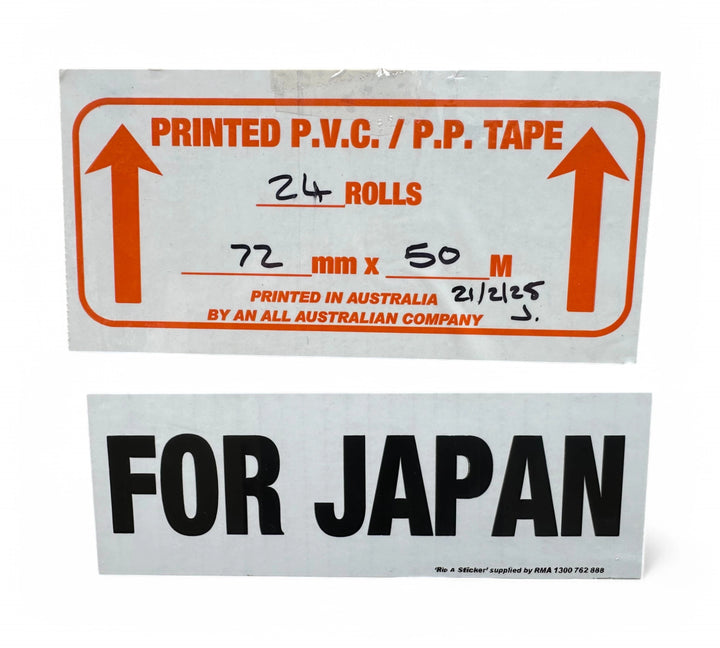 PRINTED P.V.C. / P.P. TAPE
24 ROLLS
72 mm x 50 M
PRINTED IN AUSTRALIA 21/2/25
BY AN ALL AUSTRALIAN COMPANY J.
FOR JAPAN
'Rip & Sticker' supplied by RMA 1300 762 888